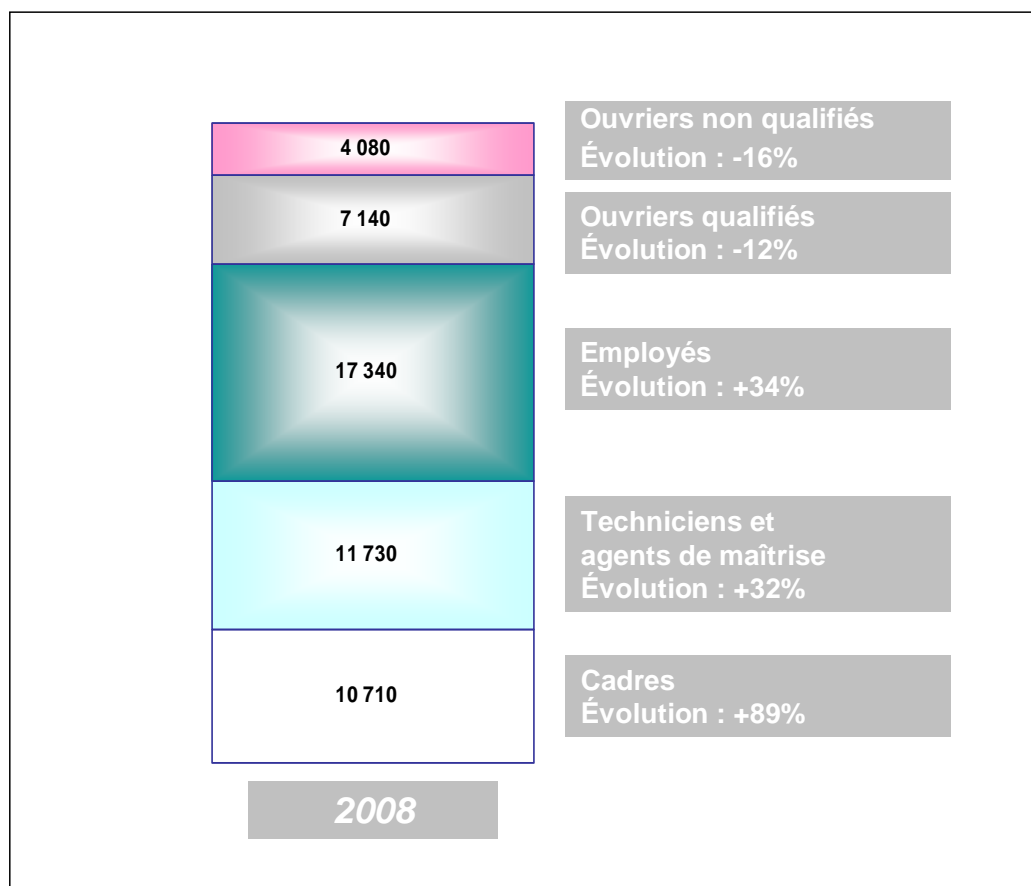 4 080
Ouvriers non qualifiés
Évolution : -16%
7 140
Ouvriers qualifiés
Évolution : -12%
17 340
Employés
Évolution : +34%
11 730
Techniciens et
agents de maîtrise
Évolution : +32%
10 710
Cadres
Évolution : +89%
2008